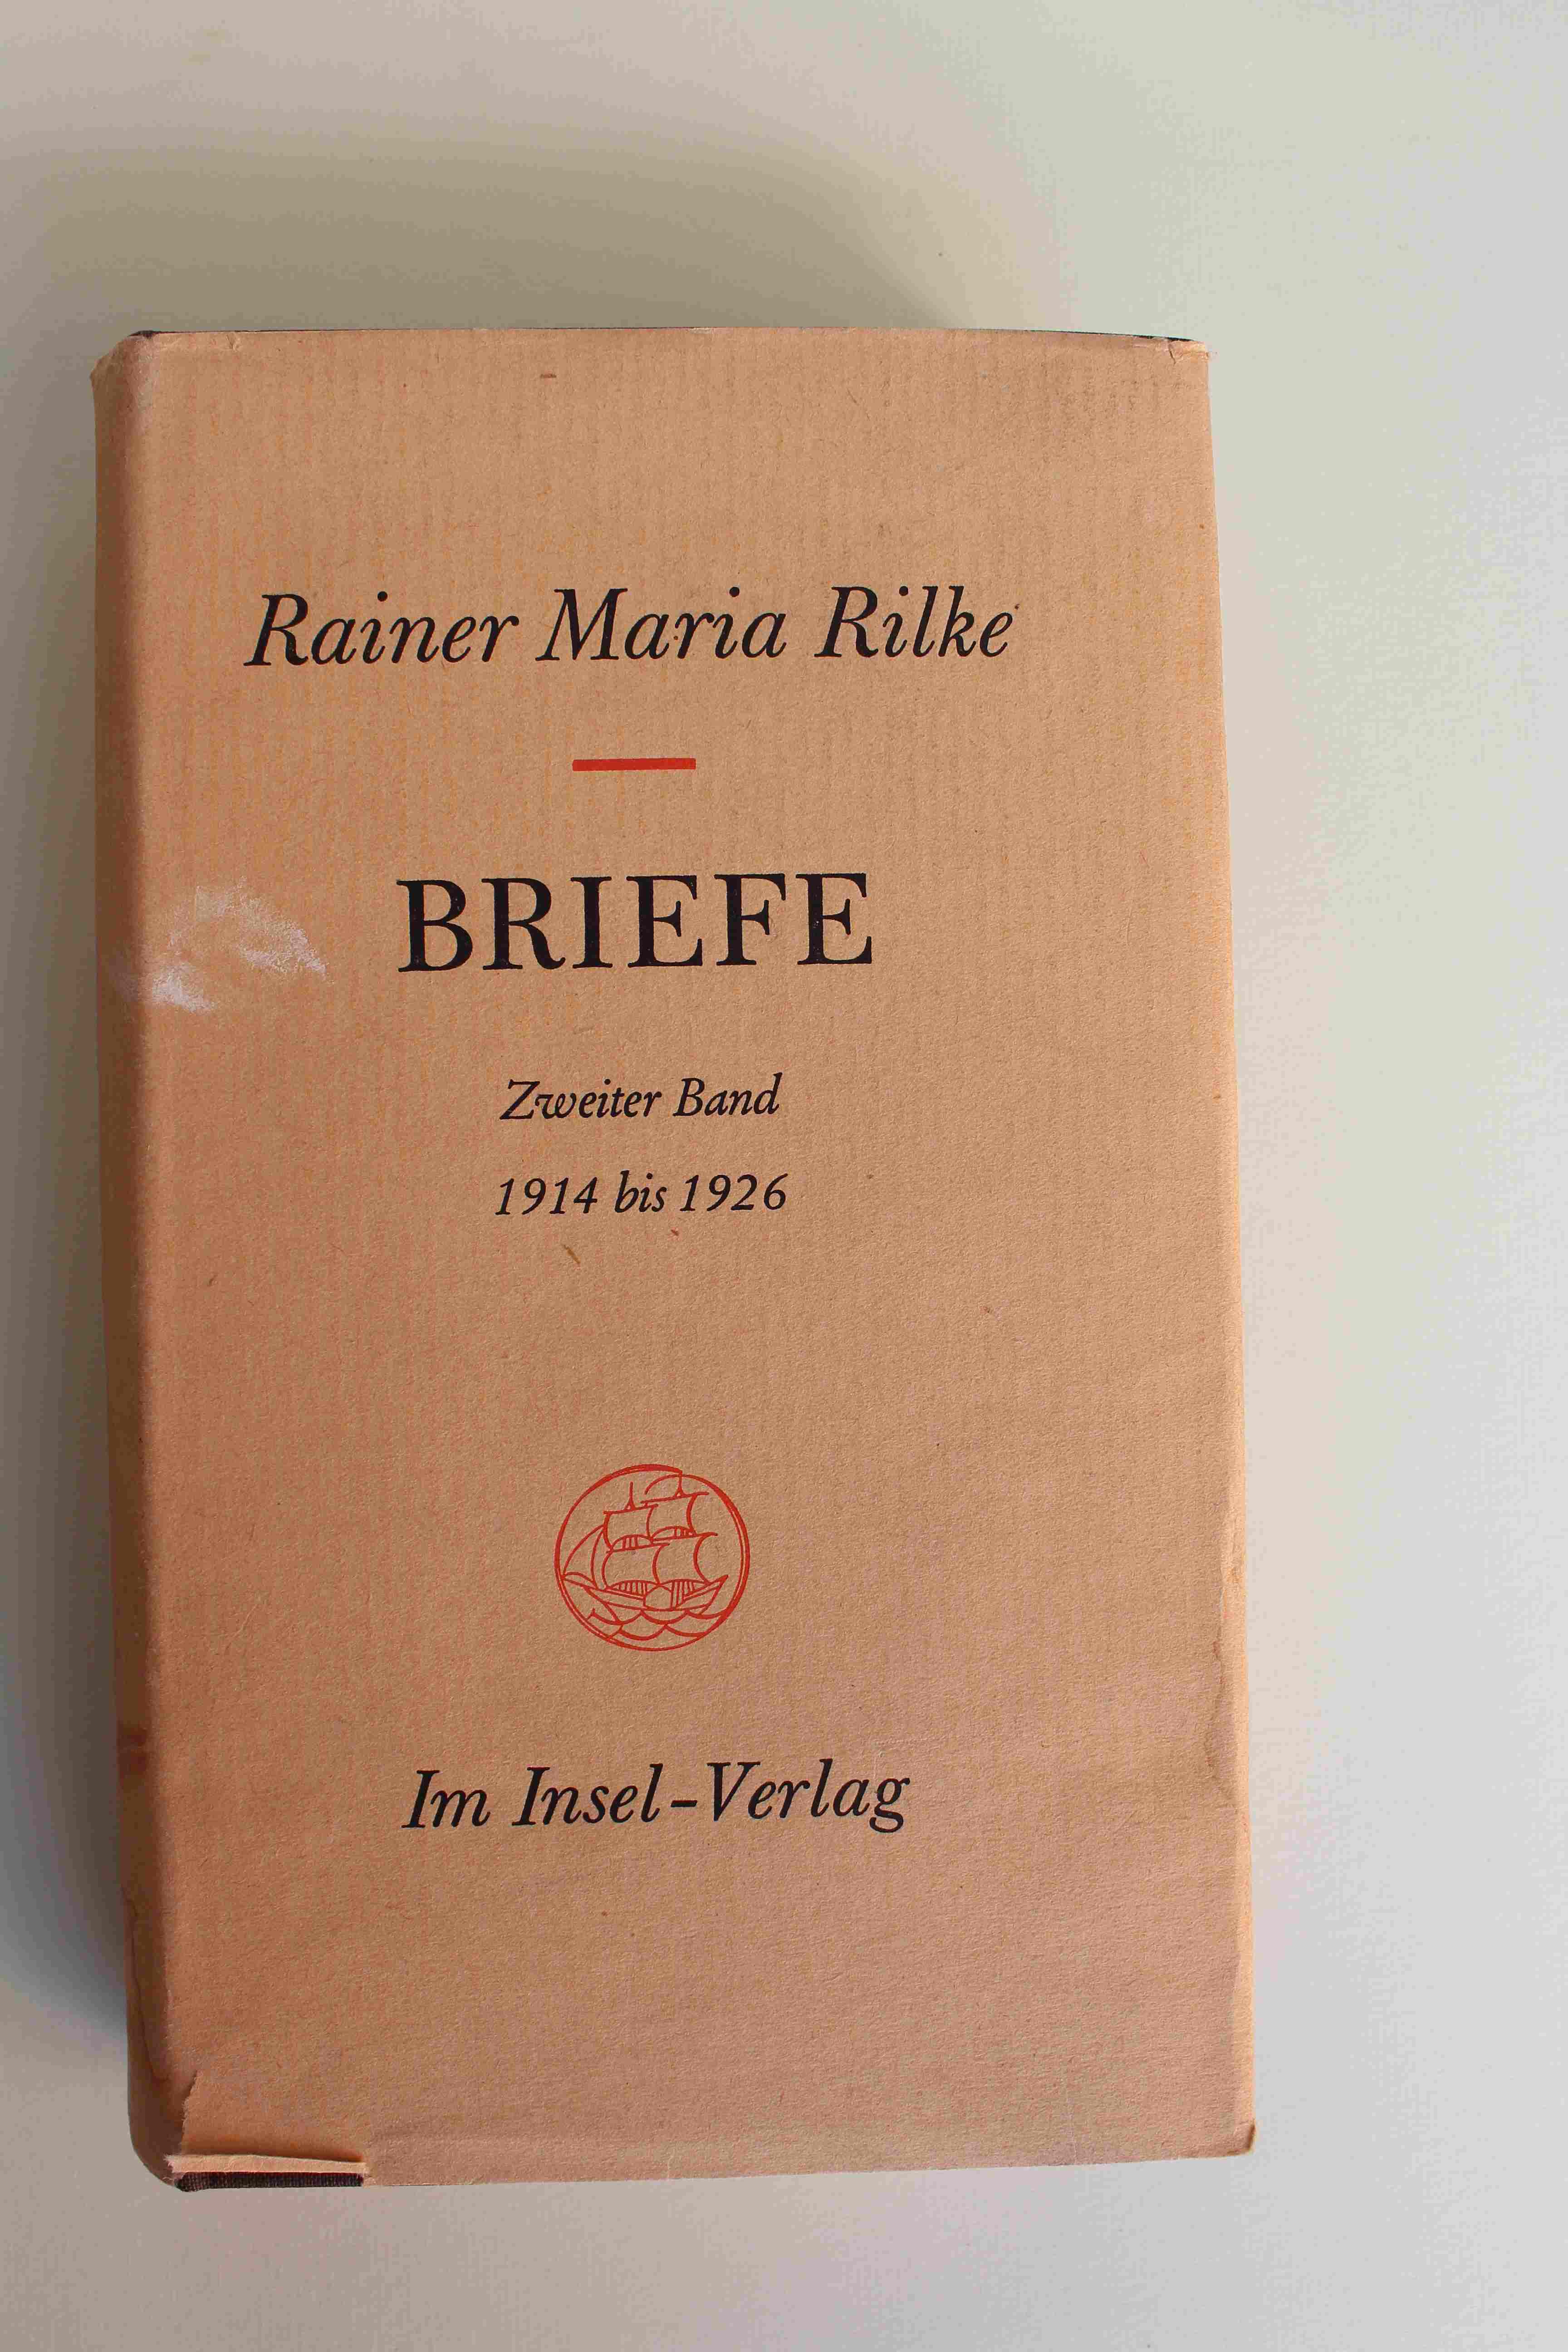 Rainer Maria Rilke
BRIEFE
Zweiter Band
1914 bis 1926
Im Insel-Verlag